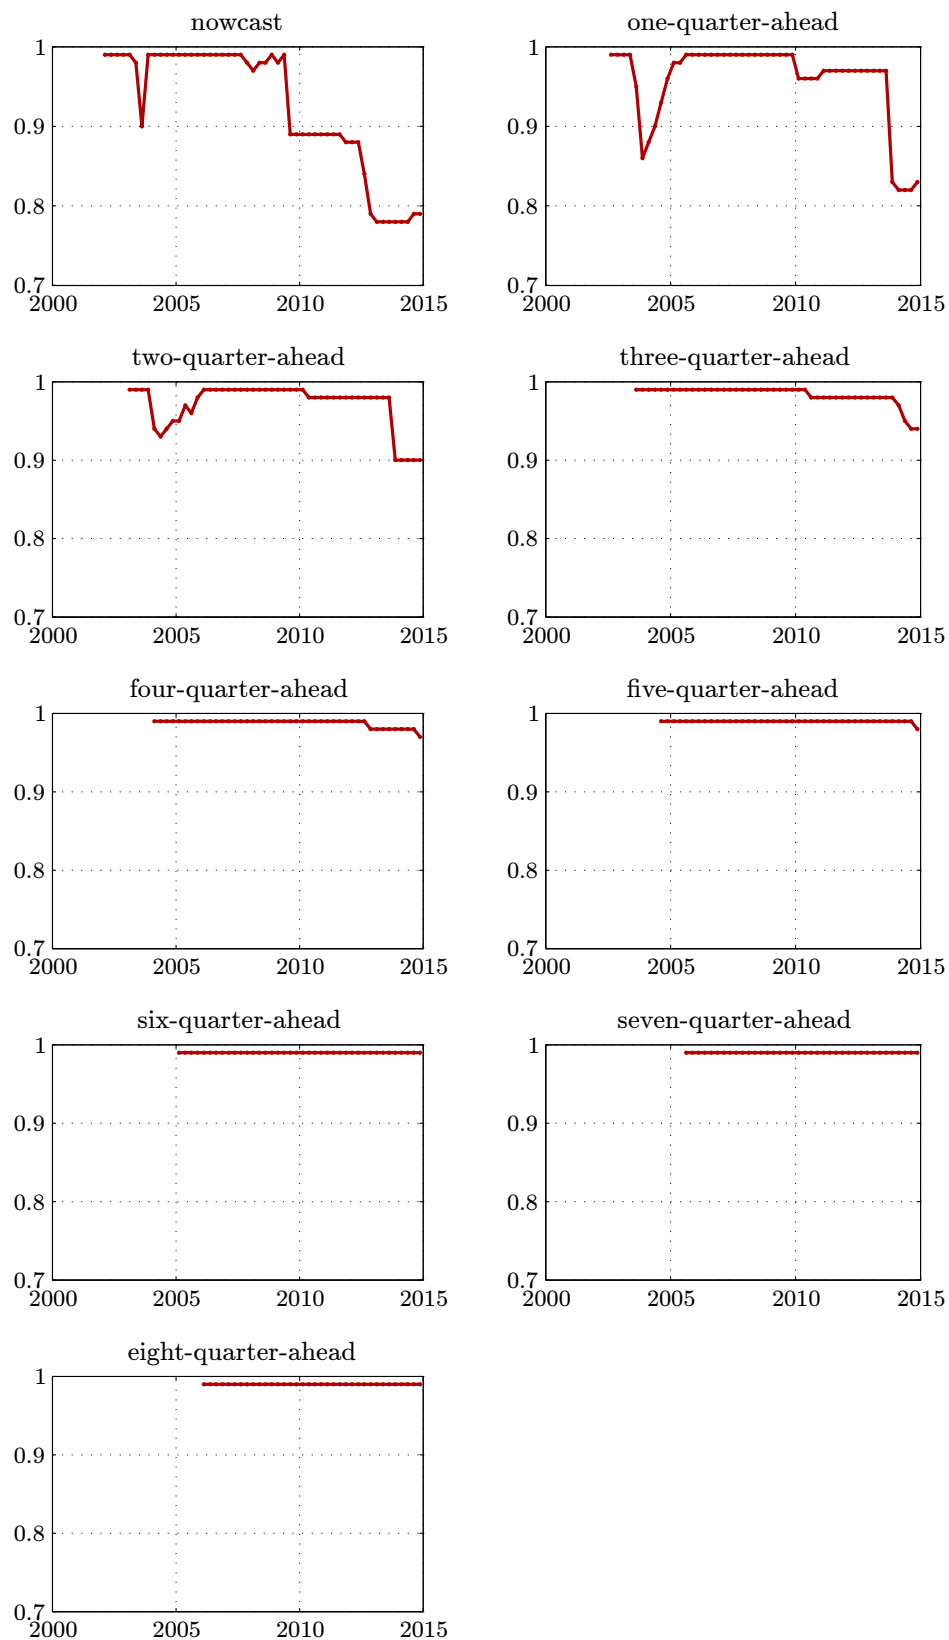 nowcast
1
0.9
0.8
0.7
2000 2005 2010 2015
one-quarter-ahead
1
0.9
0.8
0.7
2000 2005 2010 2015
two-quarter-ahead
1
0.9
0.8
0.7
2000 2005 2010 2015
three-quarter-ahead
1
0.9
0.8
0.7
2000 2005 2010 2015
four-quarter-ahead
1
0.9
0.8
0.7
2000 2005 2010 2015
five-quarter-ahead
1
0.9
0.8
0.7
2000 2005 2010 2015
six-quarter-ahead
1
0.9
0.8
0.7
2000 2005 2010 2015
seven-quarter-ahead
1
0.9
0.8
0.7
2000 2005 2010 2015
eight-quarter-ahead
1
0.9
0.8
0.7
2000 2005 2010 2015